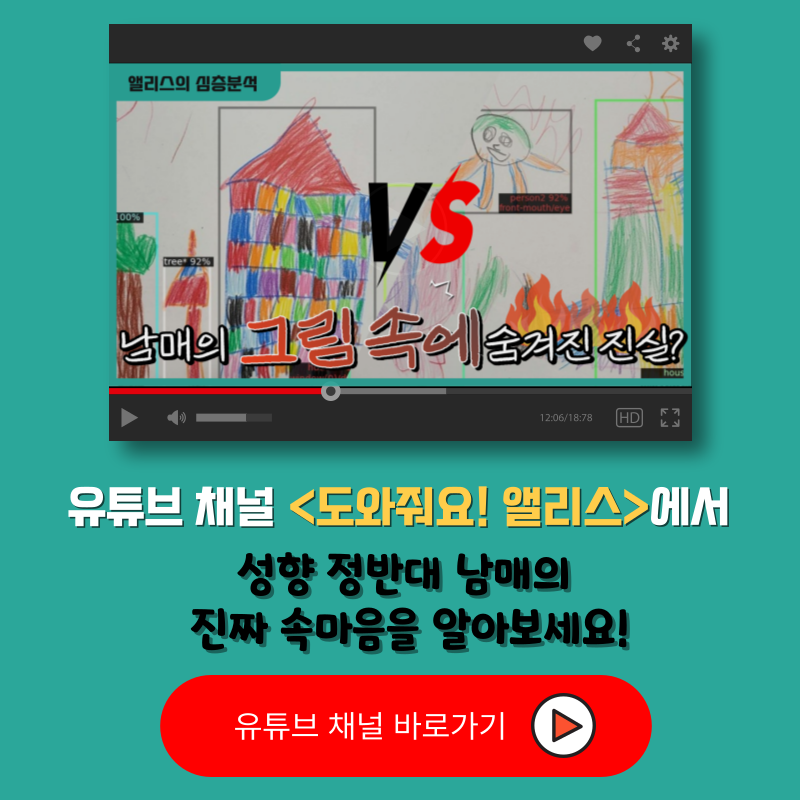 앨리스의 심층분석
VS
person2 92%
front-mouth/eye
100%
tree* 92%
남매의 그림 속에 숨겨진 진실?
hous
12:06/18:78
HD
유튜브 채널 <도와줘요! 앨리스>에서
성향 정반대 남매의
진짜 속마음을 알아보세요!
유튜브 채널 바로가기